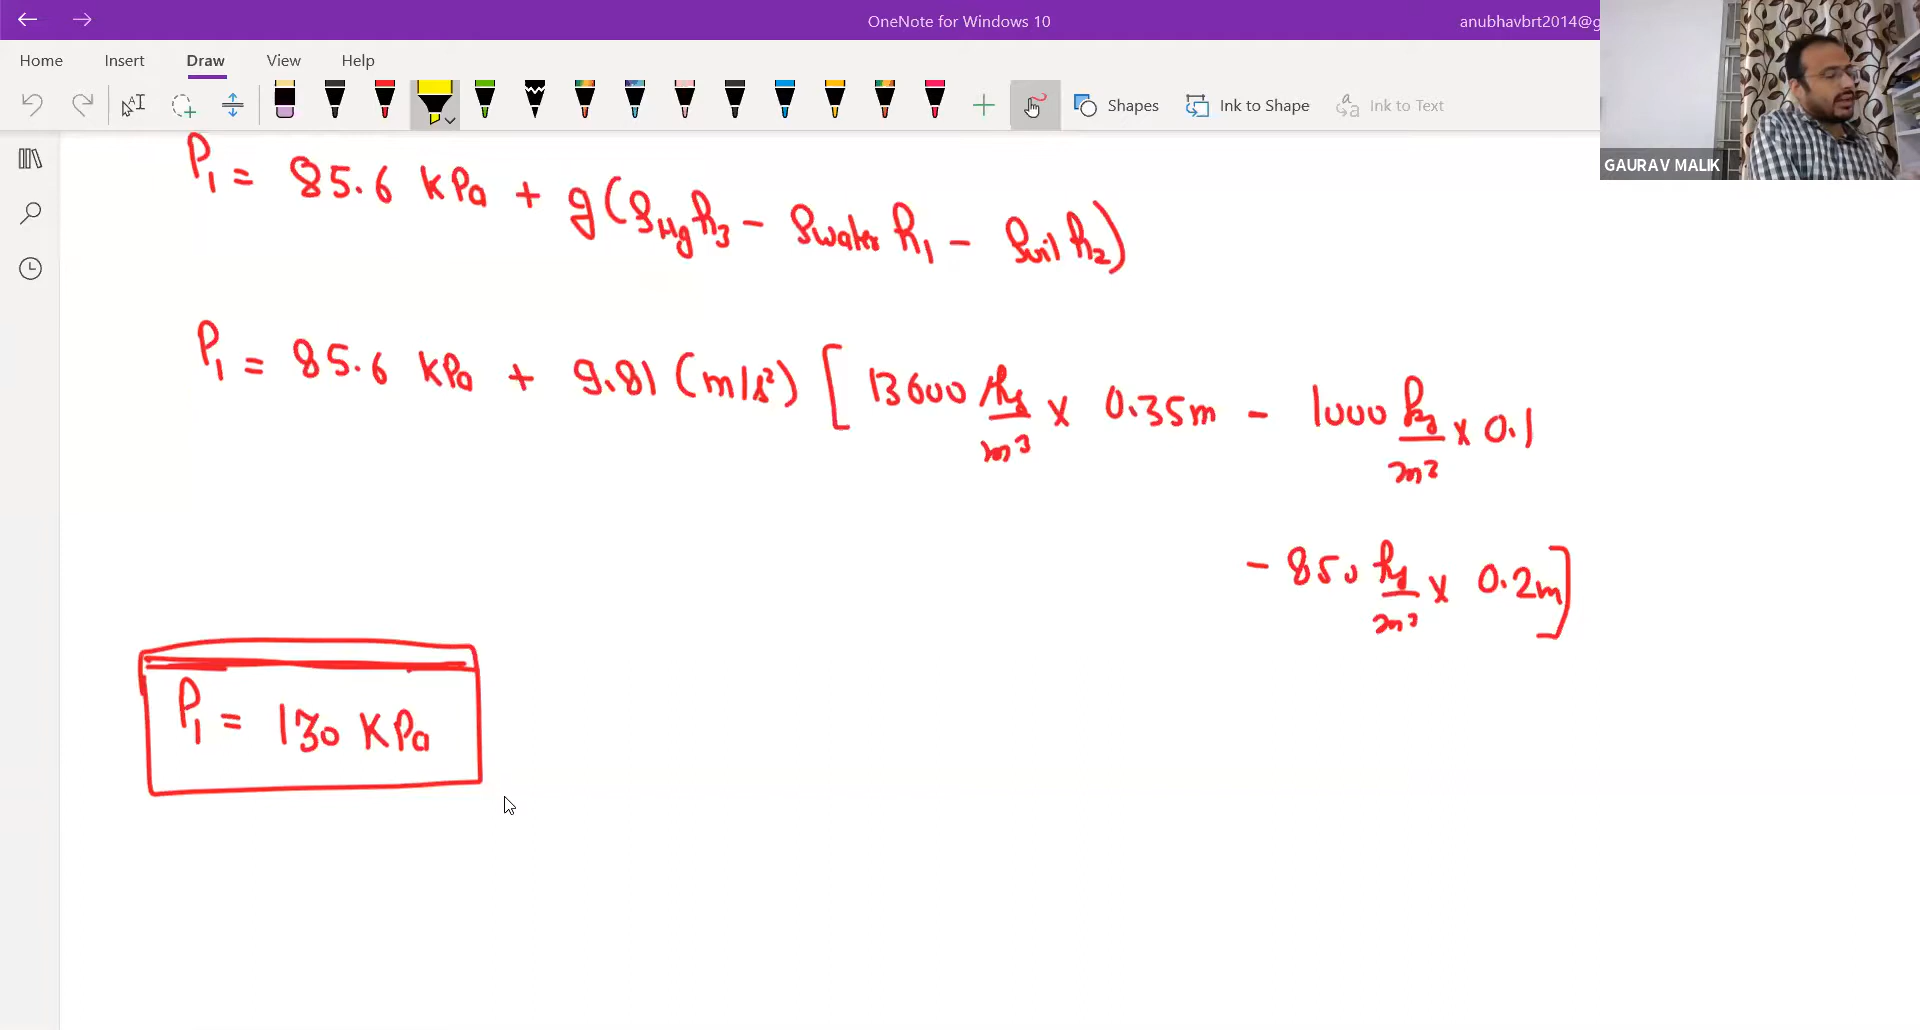 OneNote for Windows 10
anubhavbrt2014@g
Home Insert Draw View Help
Shapes Ink to Shape Ink to Text
GAURAV MALIK
P₁ = 85.6 kPa + g(ρHg h₃ − ρwater h₁ − ρoil h₂)
P₁ = 85.6 kPa + 9.81 (m/s²) [13600 kg/m³ × 0.35m − 1000 kg/m³ × 0.1
− 850 kg/m³ × 0.2m]
P₁ = 130 KPa